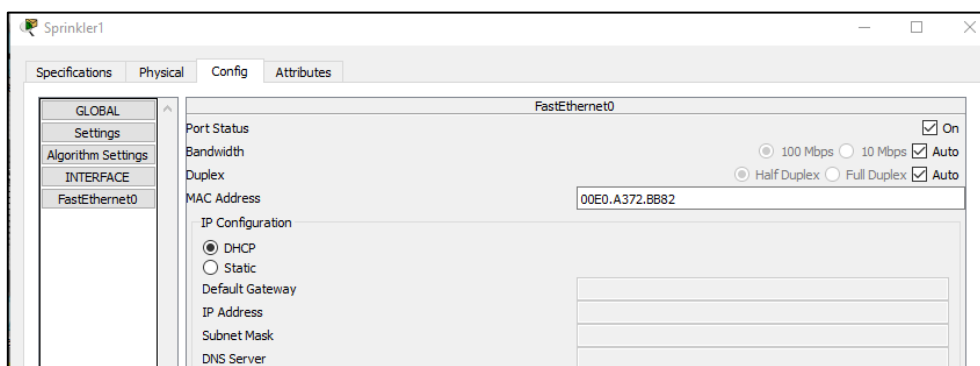 Sprinkler1
Specifications Physical Config Attributes
GLOBAL
Settings
Algorithm Settings
INTERFACE
FastEthernet0
FastEthernet0
Port Status On
Bandwidth 100 Mbps 10 Mbps Auto
Duplex Half Duplex Full Duplex Auto
MAC Address 00E0.A372.BB82
IP Configuration
DHCP
Static
Default Gateway
IP Address
Subnet Mask
DNS Server